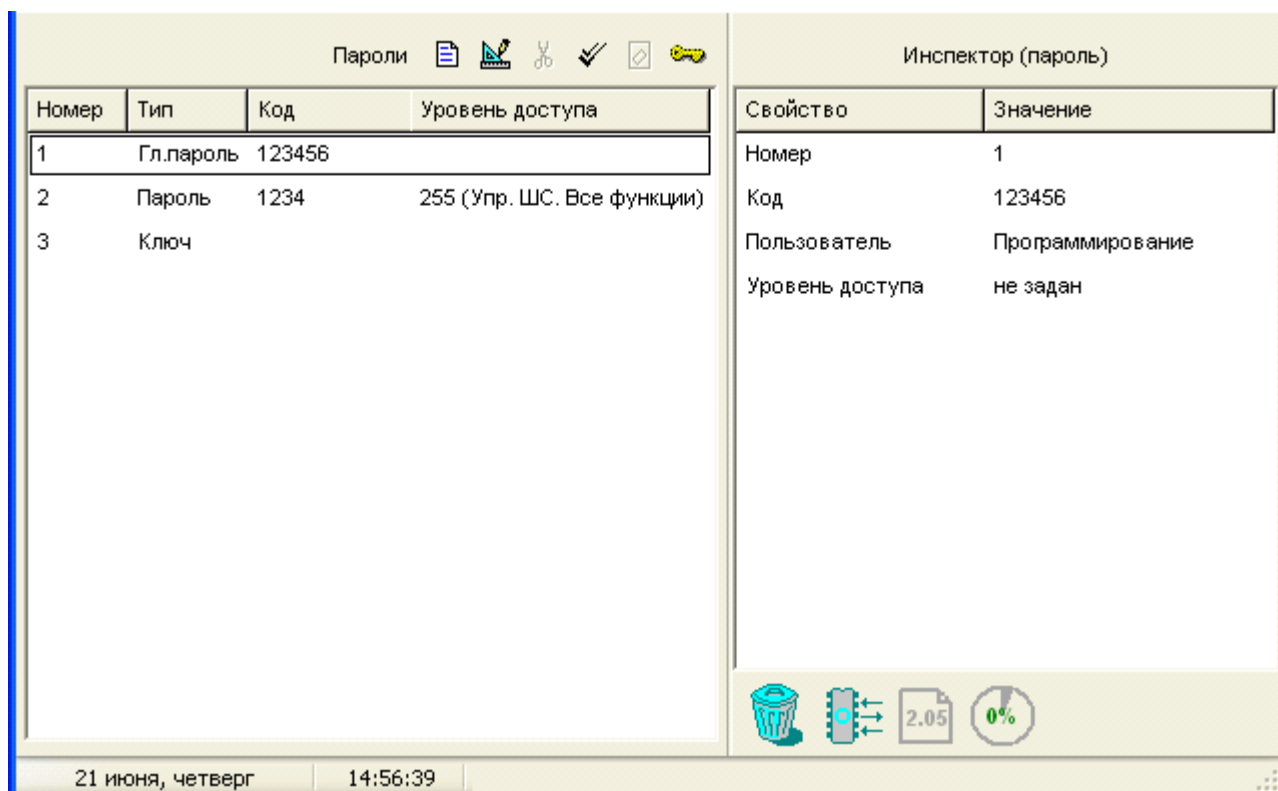 Пароли
Номер Тип Код Уровень доступа
1 Гл.пароль 123456
2 Пароль 1234 255 (Упр. ШС. Все функции)
3 Ключ
Инспектор (пароль)
Свойство Значение
Номер 1
Код 123456
Пользователь Программирование
Уровень доступа не задан
2.05 0%
21 июня, четверг 14:56:39